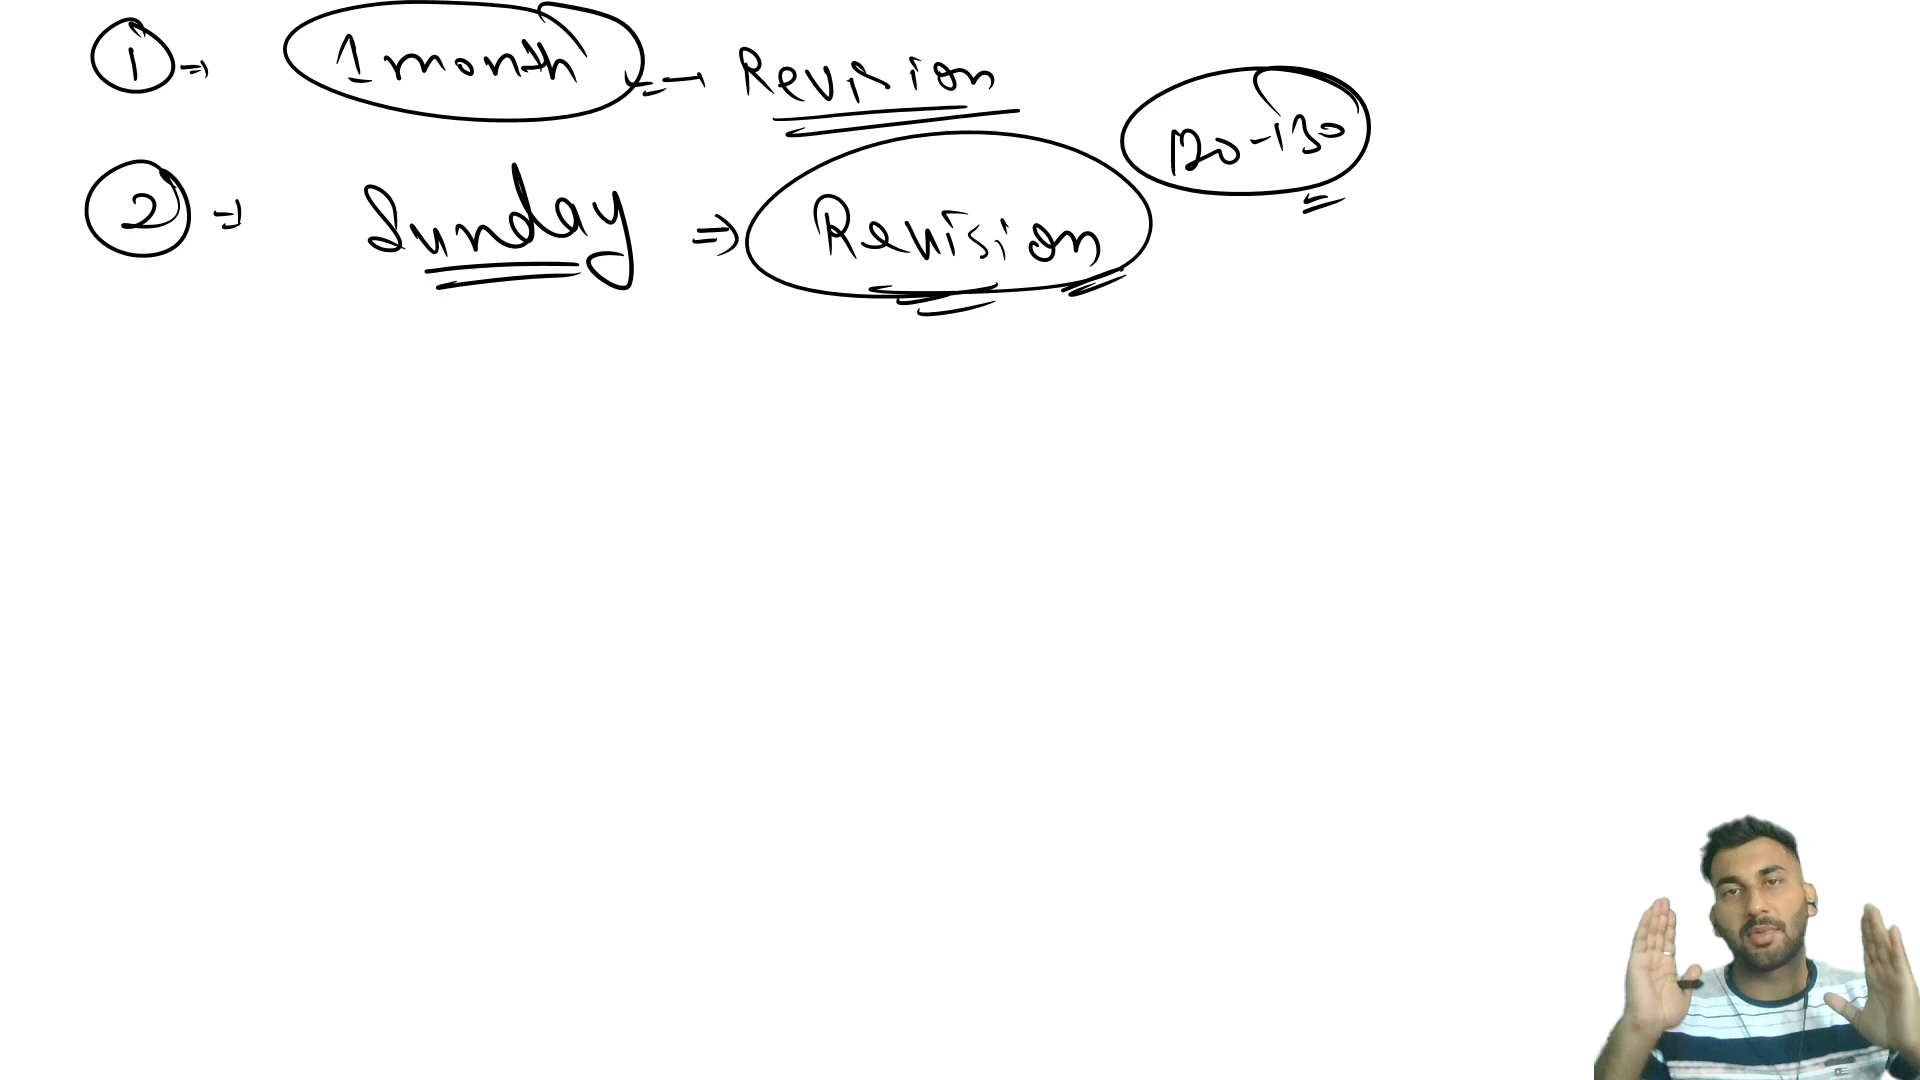 ① => 1 month => → Revision
120-130
② => Sunday => Revision